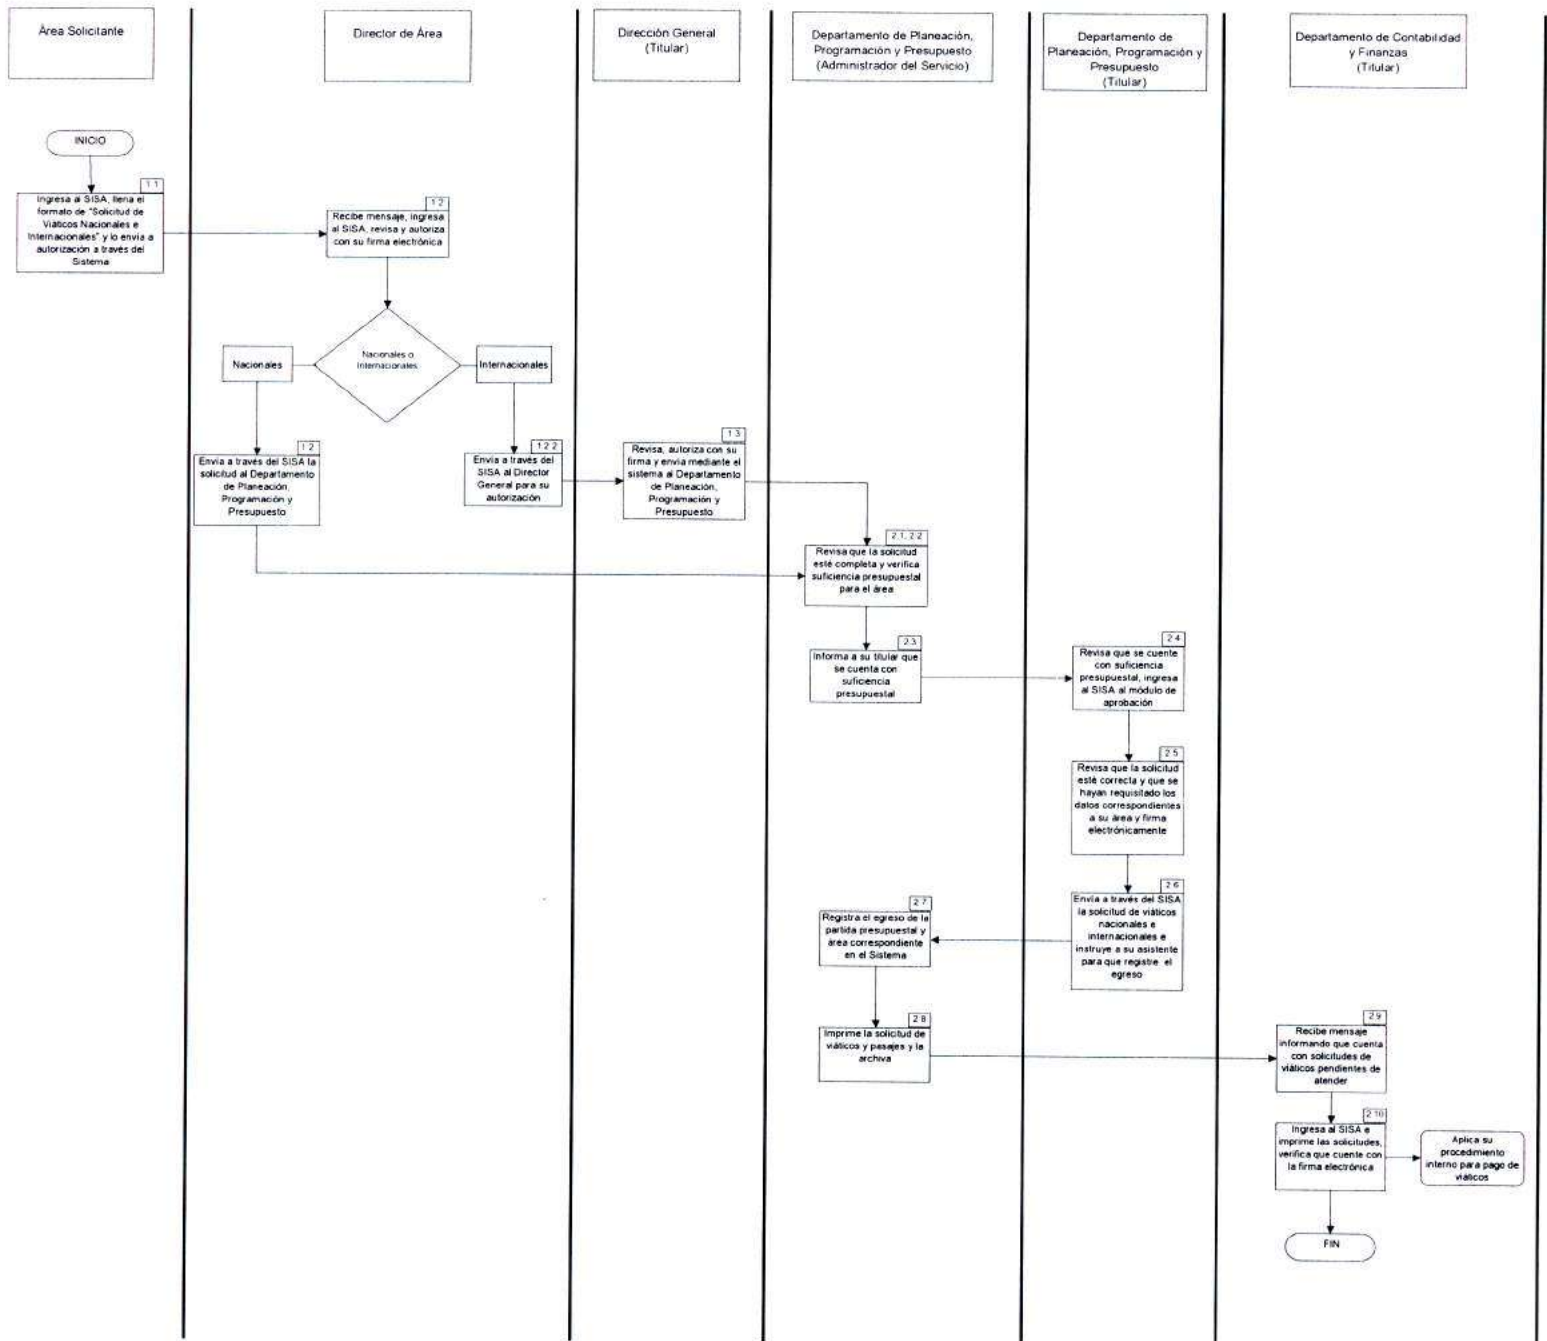 Área Solicitante
Director de Área
Dirección General
(Titular)
Departamento de Planeación,
Programación y Presupuesto
(Administrador del Servicio)
Departamento de
Planeación, Programación y
Presupuesto
(Titular)
Departamento de Contabilidad
y Finanzas
(Titular)
INICIO
1.1
Ingresa al SISA, llena el
formato de "Solicitud de
Viáticos Nacionales e
Internacionales" y lo envía a
autorización a través del
Sistema
1.2
Recibe mensaje, ingresa
al SISA, revisa y autoriza
con su firma electrónica
Nacionales o
Internacionales
Nacionales
Internacionales
1.2
Envía a través del SISA la
solicitud al Departamento
de Planeación,
Programación y
Presupuesto
1.2.2
Envía a través del
SISA al Director
General para su
autorización
1.3
Revisa, autoriza con su
firma y envía mediante el
sistema al Departamento
de Planeación,
Programación y
Presupuesto
2.1, 2.2
Revisa que la solicitud
esté completa y verifica
suficiencia presupuestal
para el área
2.3
Informa a su titular que
se cuenta con
suficiencia
presupuestal
2.4
Revisa que se cuente
con suficiencia
presupuestal, ingresa
al SISA al módulo de
aprobación
2.5
Revisa que la solicitud
esté correcta y que se
hayan requisitado los
datos correspondientes
a su área y firma
electrónicamente
2.6
Envía a través del SISA
la solicitud de viáticos
nacionales e
internacionales e
instruye a su asistente
para que registre el
egreso
2.7
Registra el egreso de la
partida presupuestal y
área correspondiente
en el Sistema
2.8
Imprime la solicitud de
viáticos y pasajes y la
archiva
2.9
Recibe mensaje
informando que cuenta
con solicitudes de
viáticos pendientes de
atender
2.10
Ingresa al SISA e
imprime las solicitudes,
verifica que cuente con
la firma electrónica
Aplica su
procedimiento
interno para pago de
viáticos
FIN